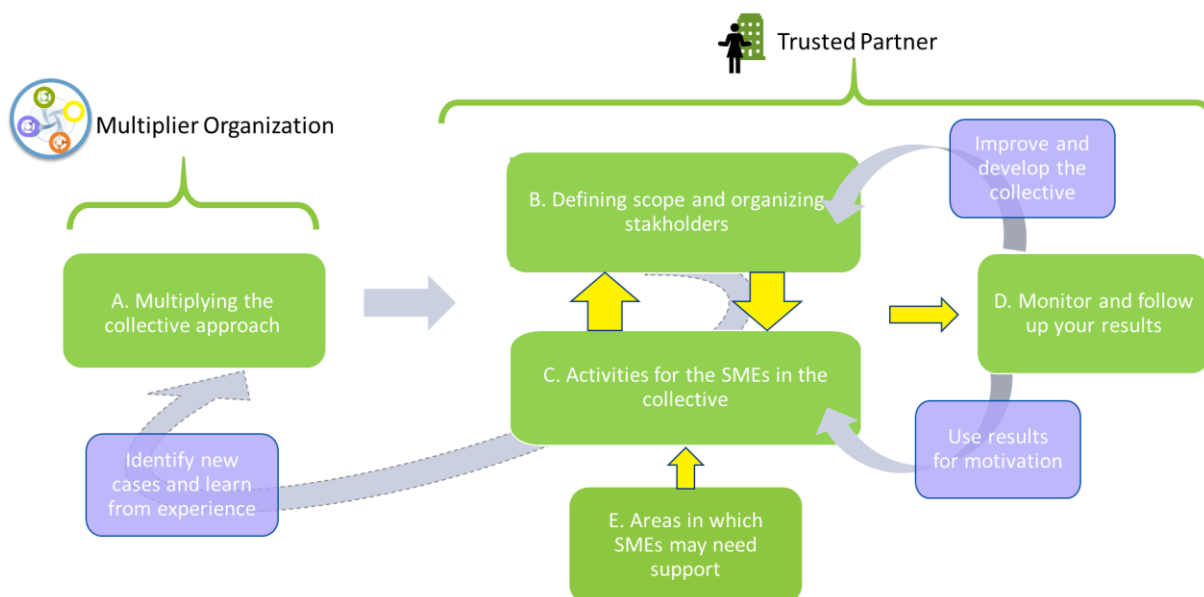 Trusted Partner
Multiplier Organization
Improve and
develop the
collective
B. Defining scope and organizing
stakholders
A. Multiplying the
collective approach
D. Monitor and follow
up your results
C. Activities for the SMEs in the
collective
Identify new
cases and learn
from experience
Use results
for motivation
E. Areas in which
SMEs may need
support